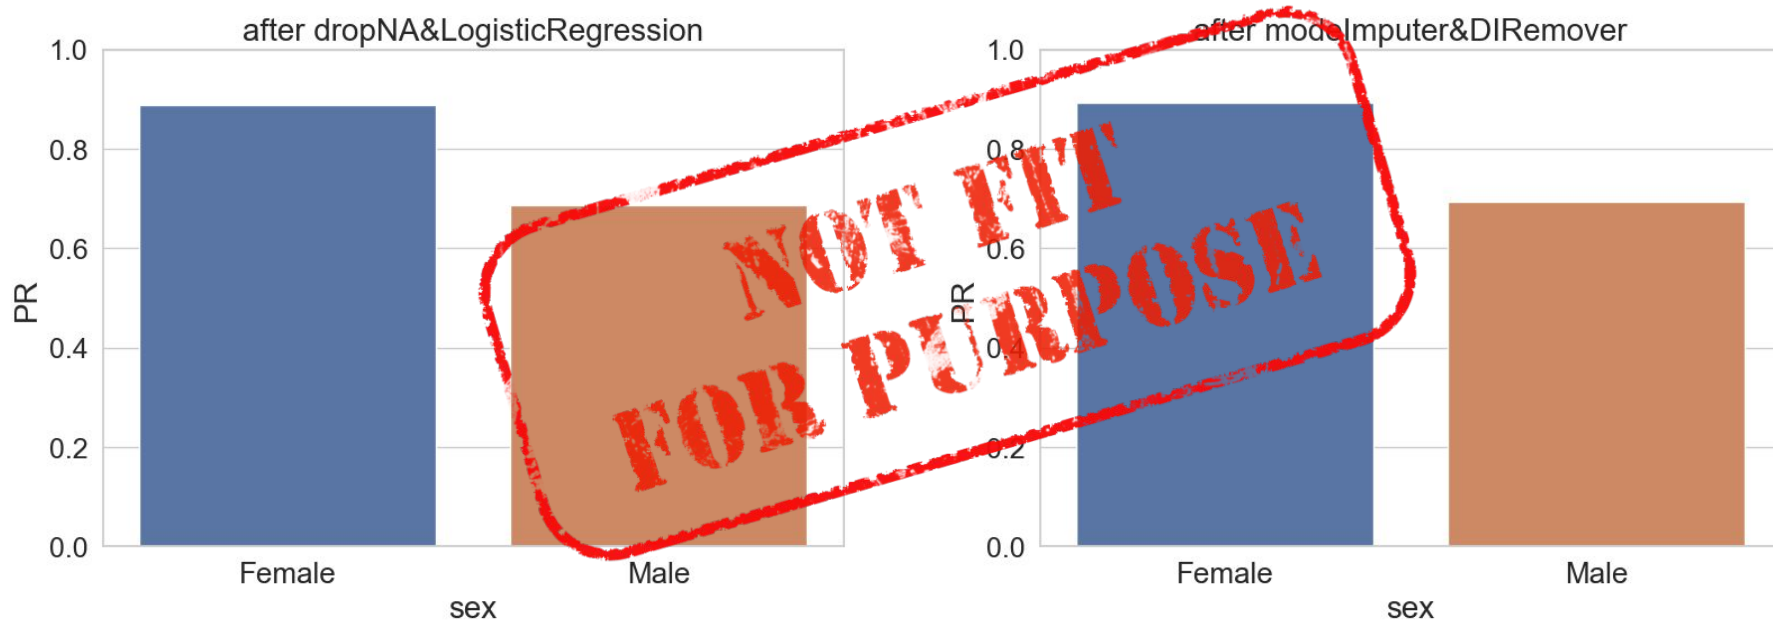 after dropNA&LogisticRegression
1.0
0.8
0.6
0.4
0.2
0.0
PR
Female
Male
sex
after modeImputer&DIRemover
1.0
0.8
0.6
0.4
0.2
0.0
PR
Female
Male
sex
NOT FIT
FOR PURPOSE